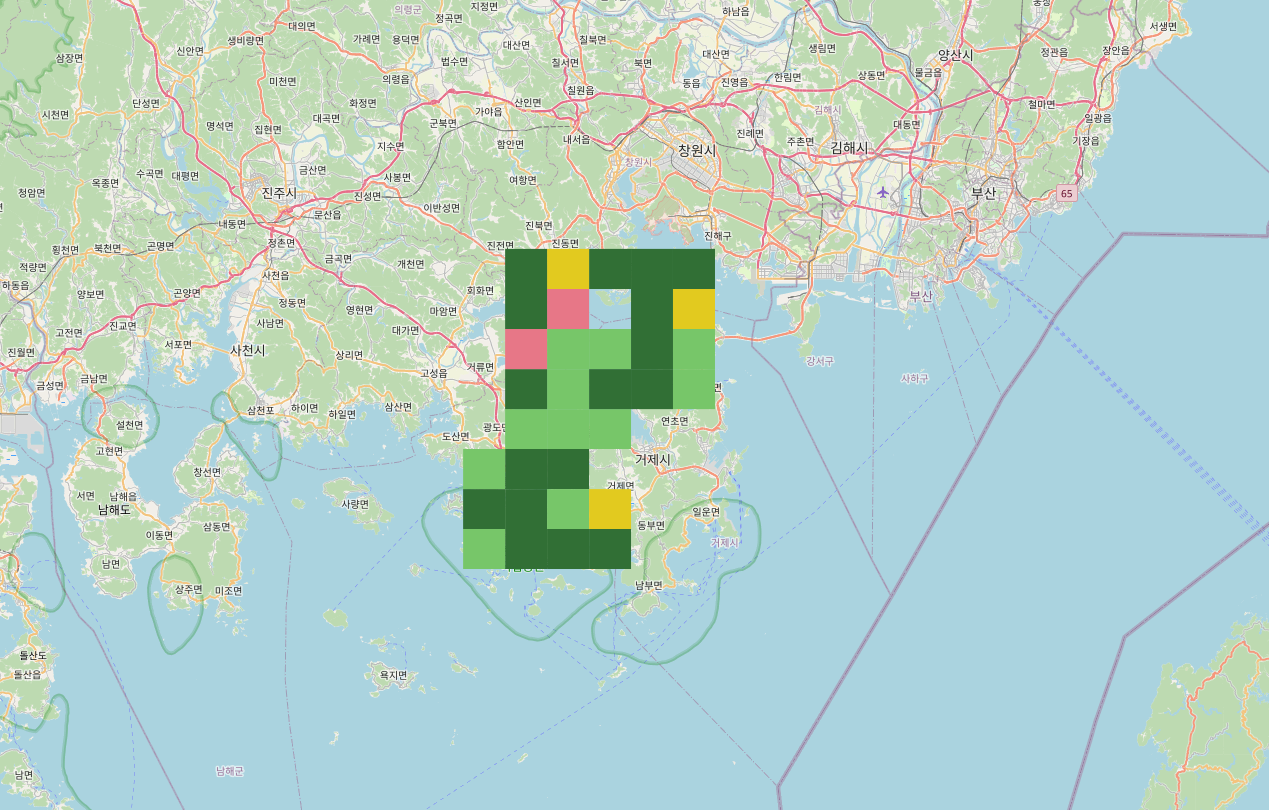 의령군
지정면
정곡면
하남읍
동상
서생면
대의면
생비량면
가례면
용덕면
칠북면
대산면
신안면
삼장면
대산면
생림면
정관읍
장안읍
양산시
법수면
칠서면
북면
미천면
의령읍
칠원읍
동읍
진영읍
한림면
상동면
물금읍
단성면
화정면
산인면
가야읍
김해시
철마면
시천면
명석면
집현면
대곡면
군북면
대동면
일광읍
내서읍
진례면
주촌면
김해시
기장읍
지수면
함안면
창원시
창원시
금산면
수곡면
대평면
옥종면
사봉면
여항면
청암면
진주시
진성면
부산
65
문산읍
이반성면
내동면
진북면
정촌면
진전면
진동면
진해구
횡천면
북천면
곤명면
금곡면
개천면
적량면
사천읍
하동읍
양보면
곤양면
정동면
회화면
부산
영현면
마암면
사남면
고전면
진교면
대가면
서포면
진월면
사천시
상리면
강서구
거류면
고성읍
사하구
금성면
금남면
면
삼천포
하이면
하일면
삼산면
설천면
연초면
광도면
도산면
고현면
거제시
창선면
서면
남해읍
거제면
사량면
남해도
일운면
삼동면
동부면
이동면
거제시
남면
상주면
미조면
남부면
돌산도
돌산읍
욕지면
남해군
남면